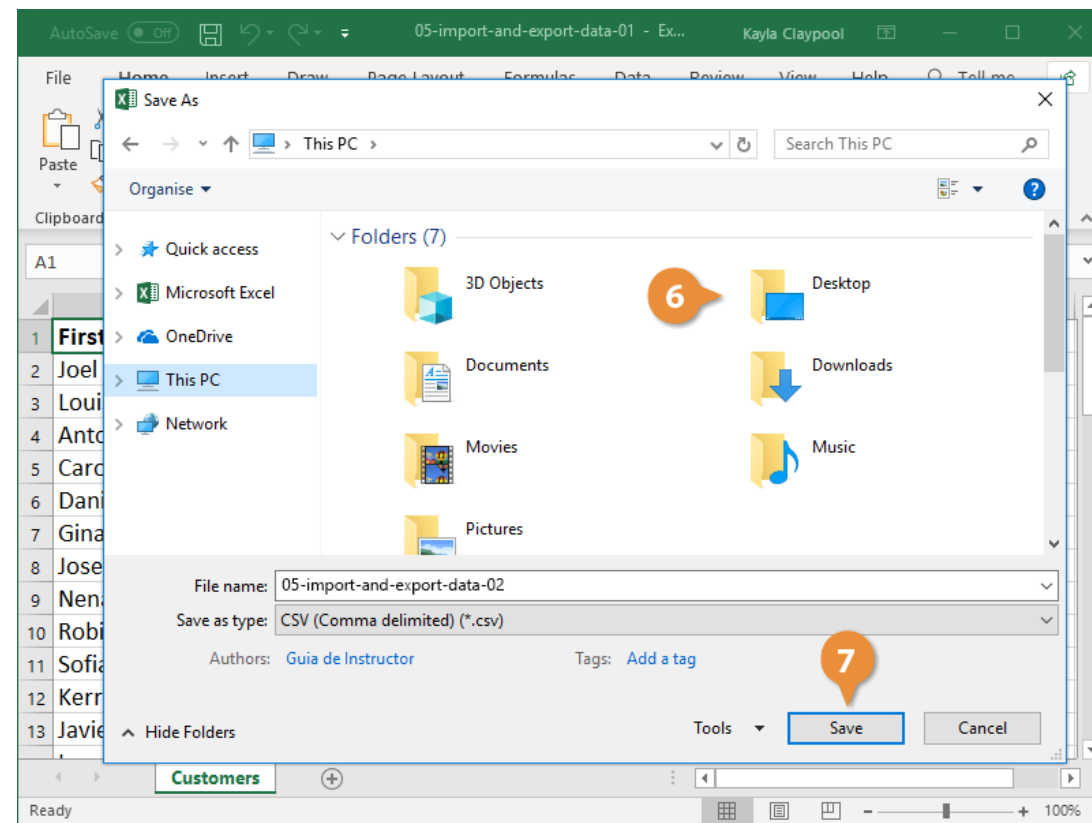 AutoSave Off 05-import-and-export-data-01 - Ex... Kayla Claypool
File Home Insert Draw Page Layout Formulas Data Review View Help Tell me
Save As
This PC
Search This PC
Paste
Organise
Clipboard
A1
Quick access
Microsoft Excel
OneDrive
This PC
Network
Folders (7)
3D Objects
6
Desktop
Documents
Downloads
Movies
Music
Pictures
1 First
2 Joel
3 Loui
4 Anto
5 Caro
6 Dani
7 Gina
8 Jose
9 Nena
10 Robi
11 Sofia
12 Kerr
13 Javie
File name: 05-import-and-export-data-02
Save as type: CSV (Comma delimited) (*.csv)
Authors: Guia de Instructor Tags: Add a tag
7
Hide Folders
Tools Save Cancel
Customers
Ready 100%